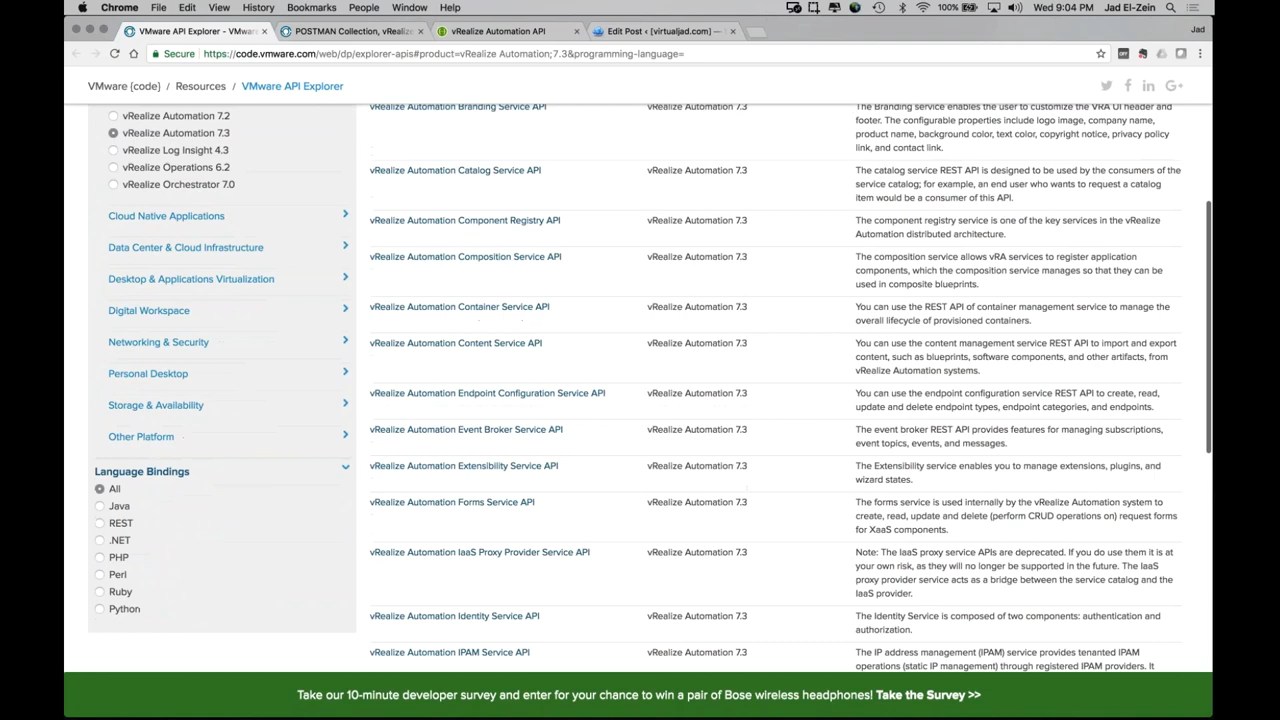 Chrome File Edit View History Bookmarks People Window Help 100% Wed 9:04 PM Jad El-Zein
VMware API Explorer - VMwar × POSTMAN Collection, vRealize × vRealize Automation API × Edit Post ‹ [virtualjad.com] — × Jad
Secure https://code.vmware.com/web/dp/explorer-apis#product=vRealize Automation;7.3&programming-language=
VMware {code} / Resources / VMware API Explorer
vRealize Automation 7.2
vRealize Automation 7.3
vRealize Log Insight 4.3
vRealize Operations 6.2
vRealize Orchestrator 7.0
Cloud Native Applications
Data Center & Cloud Infrastructure
Desktop & Applications Virtualization
Digital Workspace
Networking & Security
Personal Desktop
Storage & Availability
Other Platform
Language Bindings
All
Java
REST
.NET
PHP
Perl
Ruby
Python
vRealize Automation Branding Service API vRealize Automation 7.3 The Branding service enables the user to customize the VRA UI header and
footer. The configurable properties include logo image, company name,
product name, background color, text color, copyright notice, privacy policy
link, and contact link.
vRealize Automation Catalog Service API vRealize Automation 7.3 The catalog service REST API is designed to be used by the consumers of the
service catalog; for example, an end user who wants to request a catalog
item would be a consumer of this API.
vRealize Automation Component Registry API vRealize Automation 7.3 The component registry service is one of the key services in the vRealize
Automation distributed architecture.
vRealize Automation Composition Service API vRealize Automation 7.3 The composition service allows vRA services to register application
components, which the composition service manages so that they can be
used in composite blueprints.
vRealize Automation Container Service API vRealize Automation 7.3 You can use the REST API of container management service to manage the
overall lifecycle of provisioned containers.
vRealize Automation Content Service API vRealize Automation 7.3 You can use the content management service REST API to import and export
content, such as blueprints, software components, and other artifacts, from
vRealize Automation systems.
vRealize Automation Endpoint Configuration Service API vRealize Automation 7.3 You can use the endpoint configuration service REST API to create, read,
update and delete endpoint types, endpoint categories, and endpoints.
vRealize Automation Event Broker Service API vRealize Automation 7.3 The event broker REST API provides features for managing subscriptions,
event topics, events, and messages.
vRealize Automation Extensibility Service API vRealize Automation 7.3 The Extensibility service enables you to manage extensions, plugins, and
wizard states.
vRealize Automation Forms Service API vRealize Automation 7.3 The forms service is used internally by the vRealize Automation system to
create, read, update and delete (perform CRUD operations on) request forms
for XaaS components.
vRealize Automation IaaS Proxy Provider Service API vRealize Automation 7.3 Note: The IaaS proxy service APIs are deprecated. If you do use them it is at
your own risk, as they will no longer be supported in the future. The IaaS
proxy provider service acts as a bridge between the service catalog and the
IaaS provider.
vRealize Automation Identity Service API vRealize Automation 7.3 The Identity Service is composed of two components: authentication and
authorization.
vRealize Automation IPAM Service API vRealize Automation 7.3 The IP address management (IPAM) service provides tenanted IPAM
operations (static IP management) through registered IPAM providers. It
Take our 10-minute developer survey and enter for your chance to win a pair of Bose wireless headphones! Take the Survey >>